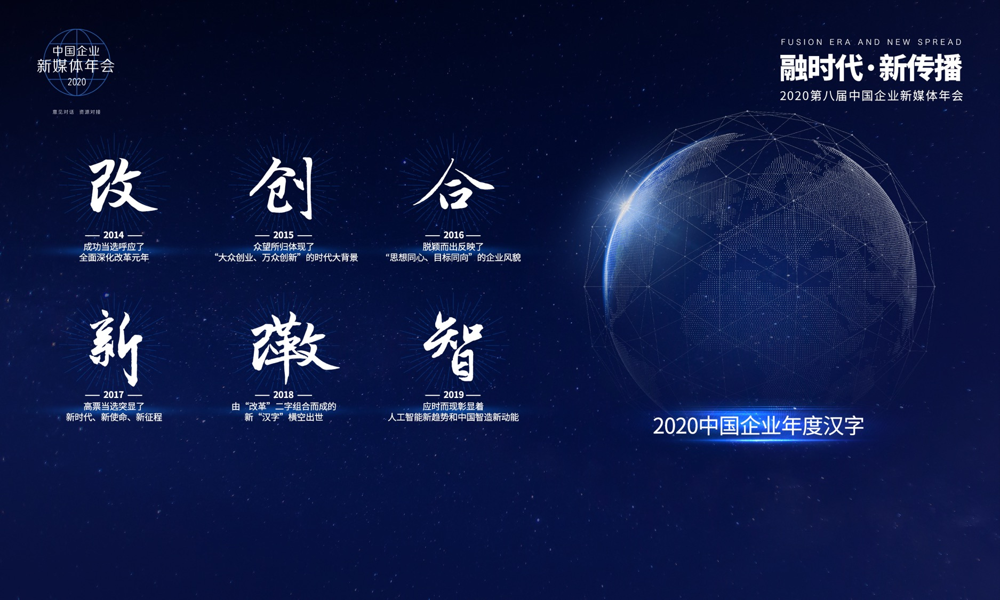 中国企业
新媒体年会
2020
意见对话 资源对接
FUSION ERA AND NEW SPREAD
融时代·新传播
2020第八届中国企业新媒体年会
改
2014
成功当选呼应了
全面深化改革元年
创
2015
众望所归体现了
“大众创业、万众创新”的时代大背景
合
2016
脱颖而出反映了
“思想同心、目标同向”的企业风貌
新
2017
高票当选突显了
新时代、新使命、新征程
2018
由“改革”二字组合而成的
新“汉字”横空出世
智
2019
应时而现彰显着
人工智能新趋势和中国智造新动能
2020中国企业年度汉字